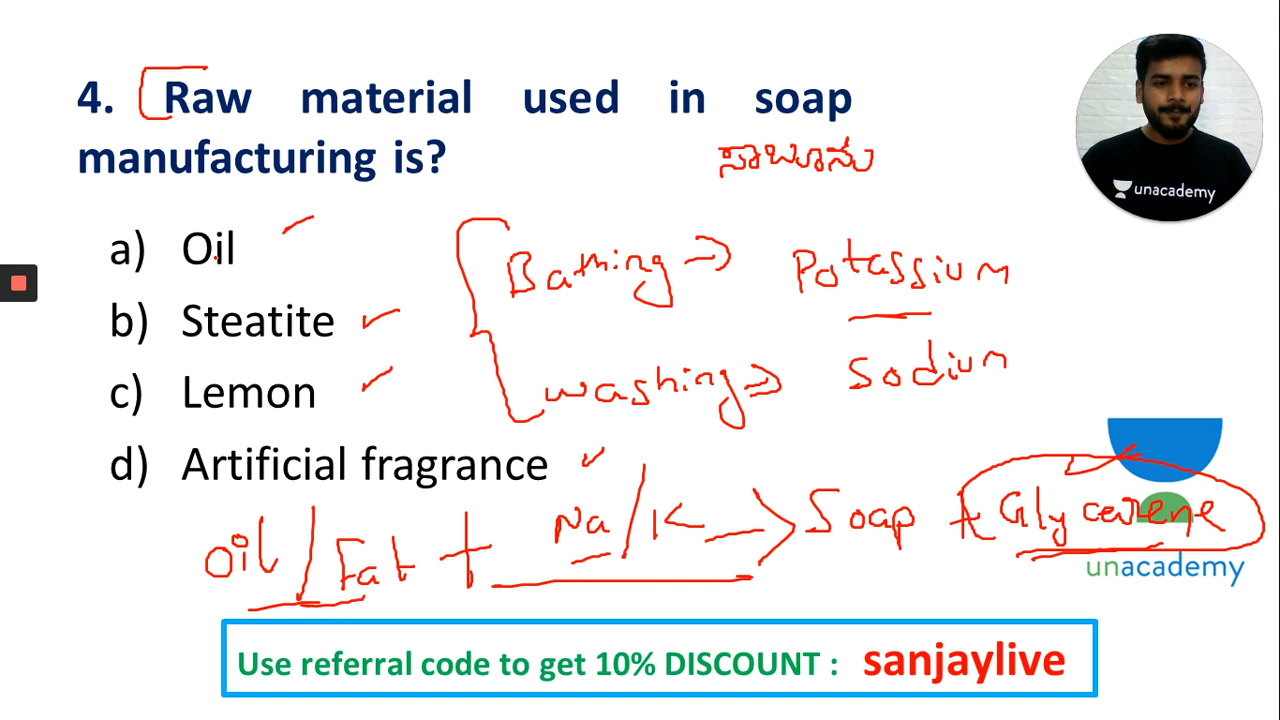 4. Raw material used in soap
manufacturing is?
ಸಾಬೂನು
unacademy
a) Oil
b) Steatite
c) Lemon
d) Artificial fragrance
Bathing => Potassium
washing => Sodium
Oil / Fat + Na/K -> Soap + Glycerene
unacademy
Use referral code to get 10% DISCOUNT : sanjaylive